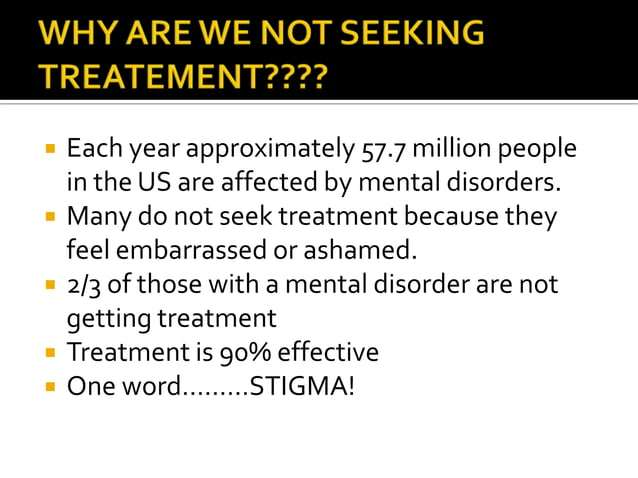 WHY ARE WE NOT SEEKING
TREATEMENT????
Each year approximately 57.7 million people
in the US are affected by mental disorders.
Many do not seek treatment because they
feel embarrassed or ashamed.
2/3 of those with a mental disorder are not
getting treatment
Treatment is 90% effective
One word.........STIGMA!